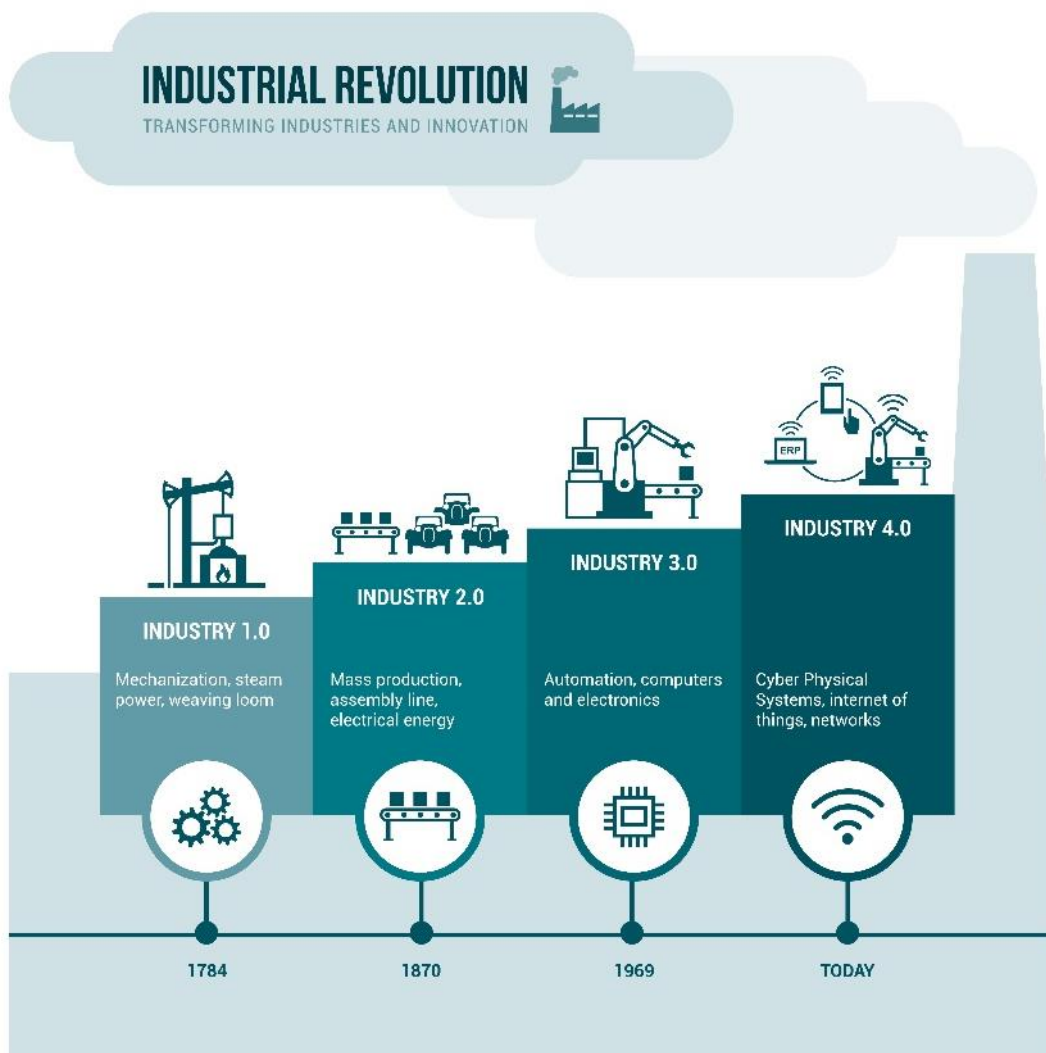 INDUSTRIAL REVOLUTION
TRANSFORMING INDUSTRIES AND INNOVATION
INDUSTRY 1.0
Mechanization, steam
power, weaving loom
1784
INDUSTRY 2.0
Mass production,
assembly line,
electrical energy
1870
INDUSTRY 3.0
Automation, computers
and electronics
1969
ERP
INDUSTRY 4.0
Cyber Physical
Systems, internet of
things, networks
TODAY